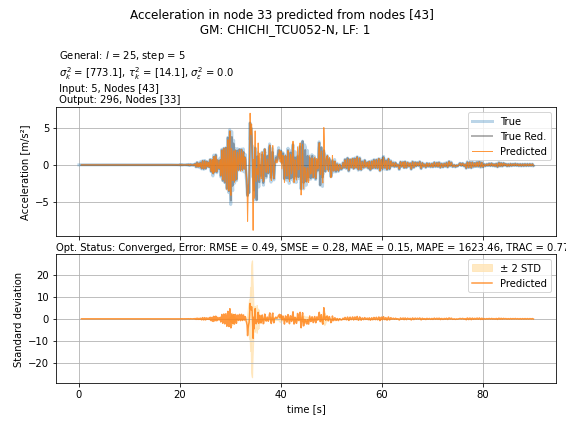 Acceleration in node 33 predicted from nodes [43]
GM: CHICHI_TCU052-N, LF: 1
General: l = 25, step = 5
σ²ₖ = [773.1], τ²ₖ = [14.1], σ²ε = 0.0
Input: 5, Nodes [43]
Output: 296, Nodes [33]
Acceleration [m/s²]
5
0
−5
True
True Red.
Predicted
Opt. Status: Converged, Error: RMSE = 0.49, SMSE = 0.28, MAE = 0.15, MAPE = 1623.46, TRAC = 0.77
Standard deviation
20
10
0
−10
−20
± 2 STD
Predicted
0 20 40 60 80
time [s]